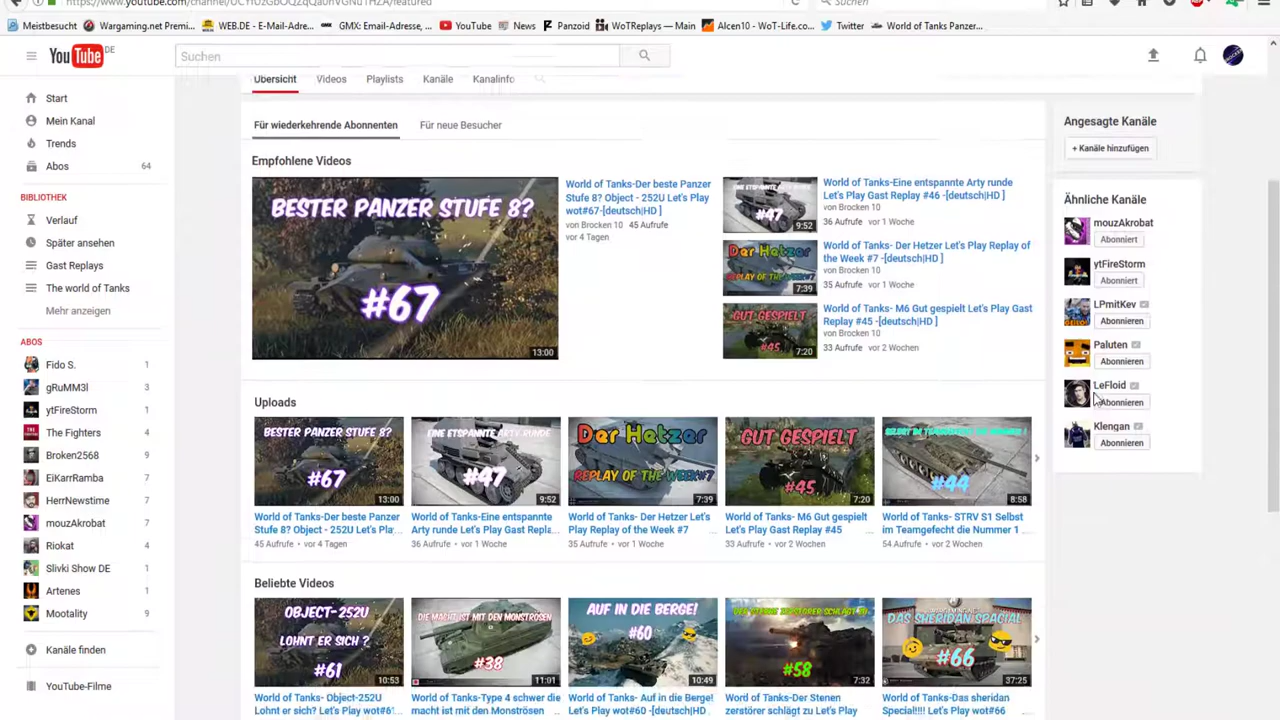 https://www.youtube.com/channel/
Suchen
Meistbesucht
Wargaming.net Premi...
WEB.DE - E-Mail-Adre...
GMX: Email-Adresse, ...
YouTube
News
Panzoid
WoTReplays — Main
Alcen10 - WoT-Life.co...
Twitter
World of Tanks Panzer...
YouTube DE
Suchen
Übersicht
Videos
Playlists
Kanäle
Kanalinfo
Start
Mein Kanal
Trends
Abos 64
BIBLIOTHEK
Verlauf
Später ansehen
Gast Replays
The world of Tanks
Mehr anzeigen
ABOS
Fido S. 1
gRuMM3l 3
ytFireStorm 1
The Fighters 4
Broken2568 9
EiKarRamba 7
HerrNewstime 7
mouzAkrobat 7
Riokat 4
Slivki Show DE 1
Artenes 1
Mootality 9
Kanäle finden
YouTube-Filme
Für wiederkehrende Abonnenten
Für neue Besucher
Empfohlene Videos
BESTER PANZER STUFE 8?
#67
13:00
World of Tanks-Der beste Panzer
Stufe 8? Object - 252U Let's Play
wot#67-[deutsch|HD ]
von Brocken 10 45 Aufrufe
vor 4 Tagen
EINE ETSPANNTE ARTY RUNDE
#47
9:52
World of Tanks-Eine entspannte Arty runde
Let's Play Gast Replay #46 -[deutsch|HD ]
von Brocken 10
36 Aufrufe · vor 1 Woche
Der Hetzer
REPLAY OF THE WEEK#7
7:39
World of Tanks- Der Hetzer Let's Play Replay of
the Week #7 -[deutsch|HD ]
von Brocken 10
35 Aufrufe · vor 1 Woche
GUT GESPIELT
#45
7:20
World of Tanks- M6 Gut gespielt Let's Play Gast
Replay #45 -[deutsch|HD ]
von Brocken 10
33 Aufrufe · vor 2 Wochen
Uploads
BESTER PANZER STUFE 8?
#67
13:00
World of Tanks-Der beste Panzer
Stufe 8? Object - 252U Let's Pla...
45 Aufrufe · vor 4 Tagen
EINE ETSPANNTE ARTY RUNDE
#47
9:52
World of Tanks-Eine entspannte
Arty runde Let's Play Gast Repla...
36 Aufrufe · vor 1 Woche
Der Hetzer
REPLAY OF THE WEEK#7
7:39
World of Tanks- Der Hetzer Let's
Play Replay of the Week #7 ...
35 Aufrufe · vor 1 Woche
GUT GESPIELT
#45
7:20
World of Tanks- M6 Gut gespielt
Let's Play Gast Replay #45 ...
33 Aufrufe · vor 2 Wochen
#44
8:58
World of Tanks- STRV S1 Selbst
im Teamgefecht die Nummer 1 ...
54 Aufrufe · vor 2 Wochen
Beliebte Videos
OBJECT-252U
LOHNT ER SICH ?
#61
10:53
World of Tanks- Object-252U
Lohnt er sich? Let's Play wot#61
DIE MACHT IST MIT DEN MONSTRÖSEN
#38
11:01
World of Tanks-Type 4 schwer die
macht ist mit den Monströsen
AUF IN DIE BERGE!
#60
10:49
World of Tanks- Auf in die Berge!
Let's Play wot#60 -[deutsch|HD ]
#58
7:32
World of Tanks-Der Stenen
zerstörer schlägt zu Let's Play
DAS SHERIDAN SPACIAL
#66
37:25
World of Tanks-Das sheridan
Special!!!! Let's Play wot#66
Angesagte Kanäle
+ Kanäle hinzufügen
Ähnliche Kanäle
mouzAkrobat
Abonniert
ytFireStorm
Abonniert
LPmitKev
Abonnieren
Paluten
Abonnieren
LeFloid
Abonnieren
Klengan
Abonnieren